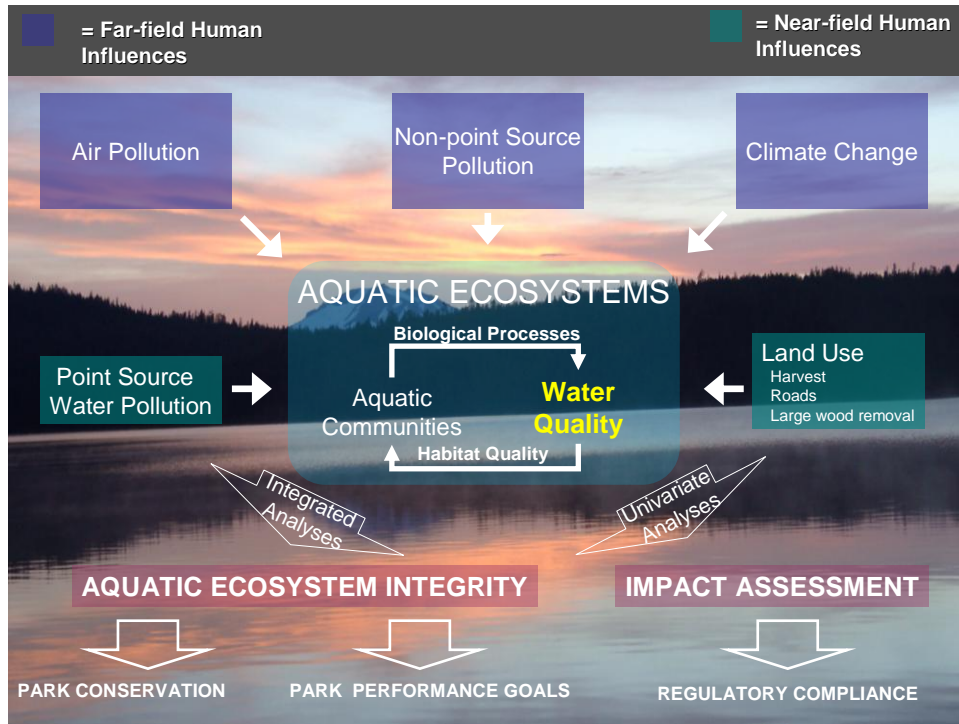 = Far-field Human
Influences
= Near-field Human
Influences
Air Pollution
Non-point Source
Pollution
Climate Change
AQUATIC ECOSYSTEMS
Biological Processes
Aquatic
Communities
Water
Quality
Habitat Quality
Point Source
Water Pollution
Land Use
Harvest
Roads
Large wood removal
Integrated
Analyses
Univariate
Analyses
AQUATIC ECOSYSTEM INTEGRITY
IMPACT ASSESSMENT
PARK CONSERVATION
PARK PERFORMANCE GOALS
REGULATORY COMPLIANCE